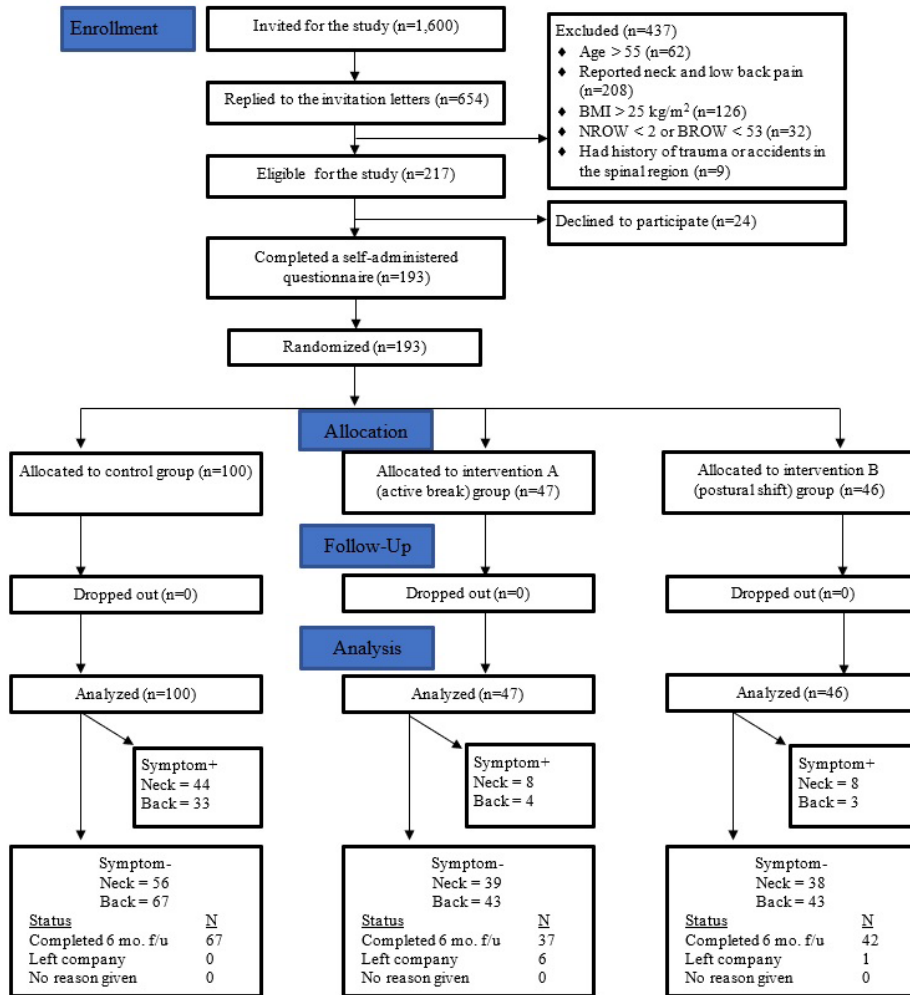 Enrollment
Invited for the study (n=1,600)
Replied to the invitation letters (n=654)
Excluded (n=437)
♦ Age > 55 (n=62)
♦ Reported neck and low back pain
(n=208)
♦ BMI > 25 kg/m² (n=126)
♦ NROW < 2 or BROW < 53 (n=32)
♦ Had history of trauma or accidents in
the spinal region (n=9)
Eligible for the study (n=217)
Declined to participate (n=24)
Completed a self-administered
questionnaire (n=193)
Randomized (n=193)
Allocation
Allocated to control group (n=100)
Allocated to intervention A
(active break) group (n=47)
Allocated to intervention B
(postural shift) group (n=46)
Follow-Up
Dropped out (n=0)
Dropped out (n=0)
Dropped out (n=0)
Analysis
Analyzed (n=100)
Analyzed (n=47)
Analyzed (n=46)
Symptom+
Neck = 44
Back = 33
Symptom+
Neck = 8
Back = 4
Symptom+
Neck = 8
Back = 3
Symptom-
Neck = 56
Back = 67
Status N
Completed 6 mo. f/u 67
Left company 0
No reason given 0
Symptom-
Neck = 39
Back = 43
Status N
Completed 6 mo. f/u 37
Left company 6
No reason given 0
Symptom-
Neck = 38
Back = 43
Status N
Completed 6 mo. f/u 42
Left company 1
No reason given 0